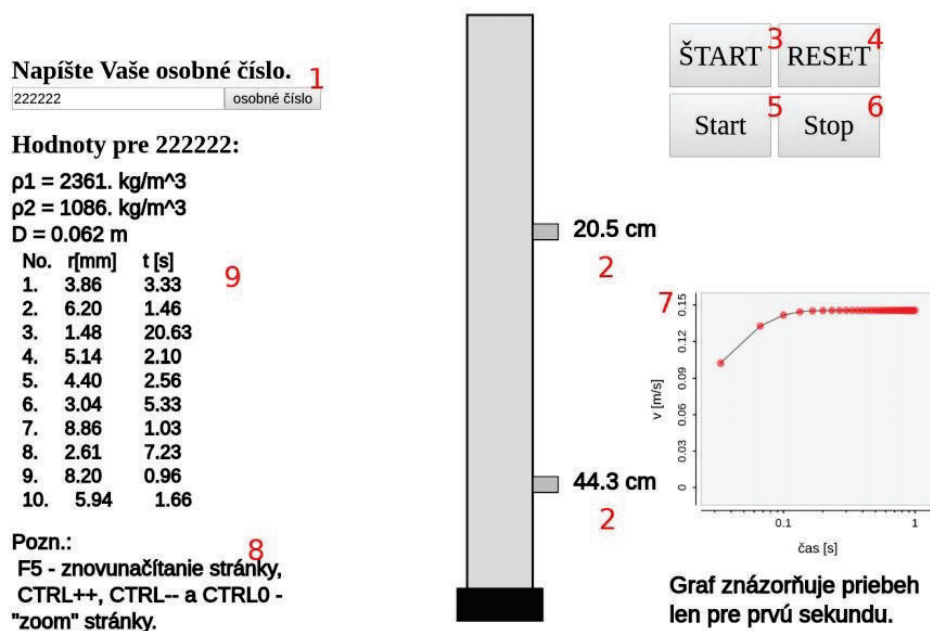 Napíšte Vaše osobné číslo.
1
222222
osobné číslo
Hodnoty pre 222222:
ρ1 = 2361. kg/m^3
ρ2 = 1086. kg/m^3
D = 0.062 m
No. r[mm] t [s]
9
1. 3.86 3.33
2. 6.20 1.46
3. 1.48 20.63
4. 5.14 2.10
5. 4.40 2.56
6. 3.04 5.33
7. 8.86 1.03
8. 2.61 7.23
9. 8.20 0.96
10. 5.94 1.66
Pozn.:
8
F5 - znovunačítanie stránky,
CTRL++, CTRL-- a CTRL0 -
"zoom" stránky.
20.5 cm
2
44.3 cm
2
ŠTART 3
RESET 4
Start 5
Stop 6
7
0.15
0.12
0.09
0.06
0.03
0
v [m/s]
0.1 1
čas [s]
Graf znázorňuje priebeh
len pre prvú sekundu.